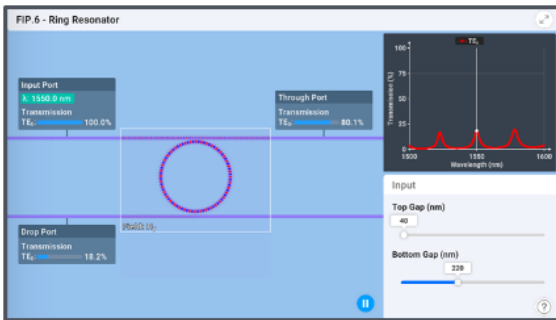 FIP.6 - Ring Resonator
Input Port
λ: 1550.0 nm
Transmission
TE₀: 100.0%
Through Port
Transmission
TE₀: 80.1%
Drop Port
Transmission
TE₀: 18.2%
TE₀
100
75
50
25
0
Transmission (%)
1500
1550
1600
Wavelength (nm)
Input
Top Gap (nm)
40
Bottom Gap (nm)
220
?